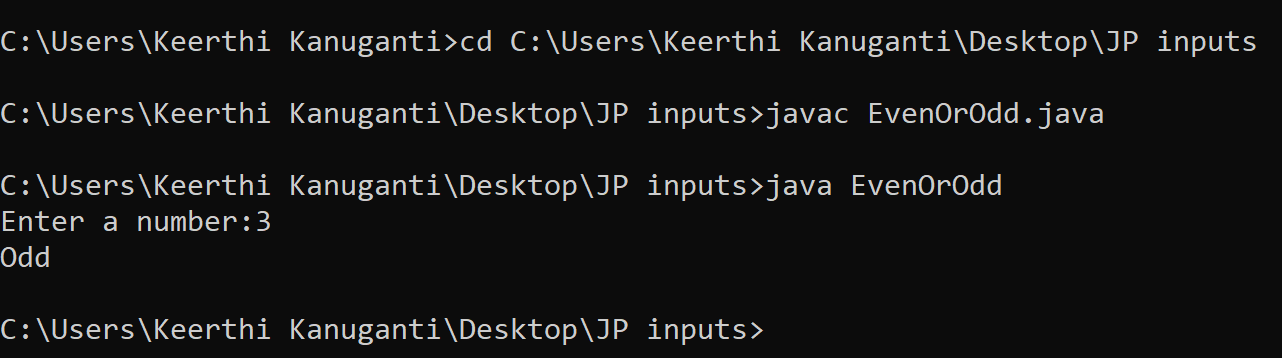 C:\Users\Keerthi Kanuganti>cd C:\Users\Keerthi Kanuganti\Desktop\JP inputs
C:\Users\Keerthi Kanuganti\Desktop\JP inputs>javac EvenOrOdd.java
C:\Users\Keerthi Kanuganti\Desktop\JP inputs>java EvenOrOdd
Enter a number:3
Odd
C:\Users\Keerthi Kanuganti\Desktop\JP inputs>